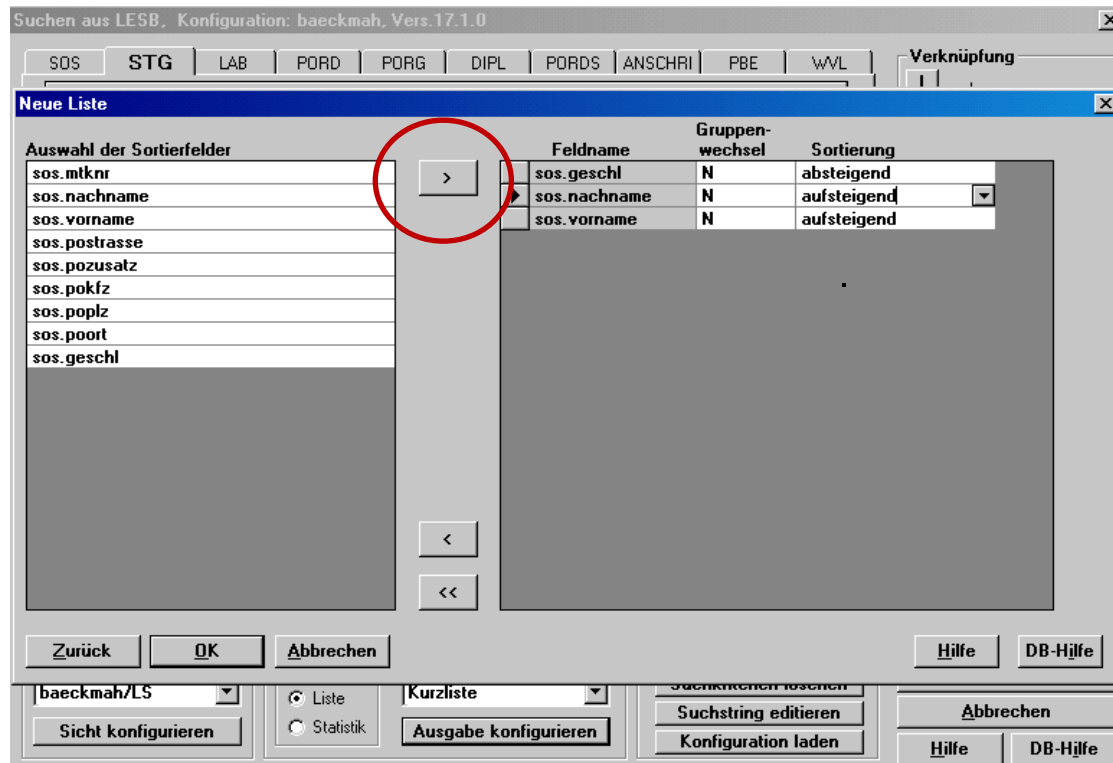 Suchen aus LESB, Konfiguration: baeckmah, Vers.17.1.0
SOS STG LAB PORD PORG DIPL PORDS ANSCHRI PBE WVL Verknüpfung
Neue Liste
Auswahl der Sortierfelder
sos.mtknr
sos.nachname
sos.vorname
sos.postrasse
sos.pozusatz
sos.pokfz
sos.poplz
sos.poort
sos.geschl
>
<
<<
Gruppen-
Feldname wechsel Sortierung
sos.geschl N absteigend
sos.nachname N aufsteigend
sos.vorname N aufsteigend
Zurück OK Abbrechen Hilfe DB-Hilfe
baeckmah/LS Liste Kurzliste Suchkriterien löschen
Statistik Suchstring editieren Abbrechen
Sicht konfigurieren Ausgabe konfigurieren Konfiguration laden Hilfe DB-Hilfe